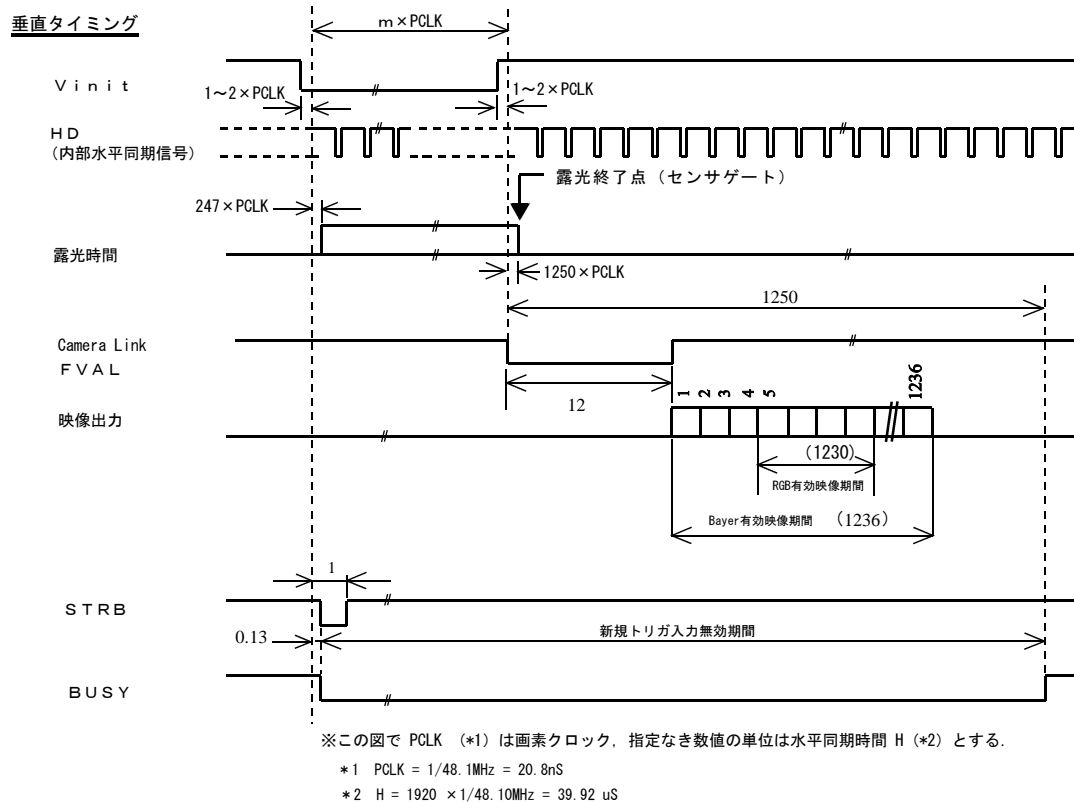 垂直タイミング
m×PCLK
Ｖｉｎｉｔ
1～2×PCLK
1～2×PCLK
ＨＤ
（内部水平同期信号）
露光終了点（センサゲート）
247×PCLK
露光時間
1250×PCLK
1250
Camera Link
ＦＶＡＬ
12
1 2 3 4 5 1236
映像出力
（1230）
RGB有効映像期間
Bayer有効映像期間 （1236）
1
ＳＴＲＢ
0.13
新規トリガ入力無効期間
ＢＵＳＹ
※この図で PCLK （*1）は画素クロック, 指定なき数値の単位は水平同期時間 H（*2）とする.
*1 PCLK = 1/48.1MHz = 20.8nS
*2 H = 1920 ×1/48.10MHz = 39.92 uS